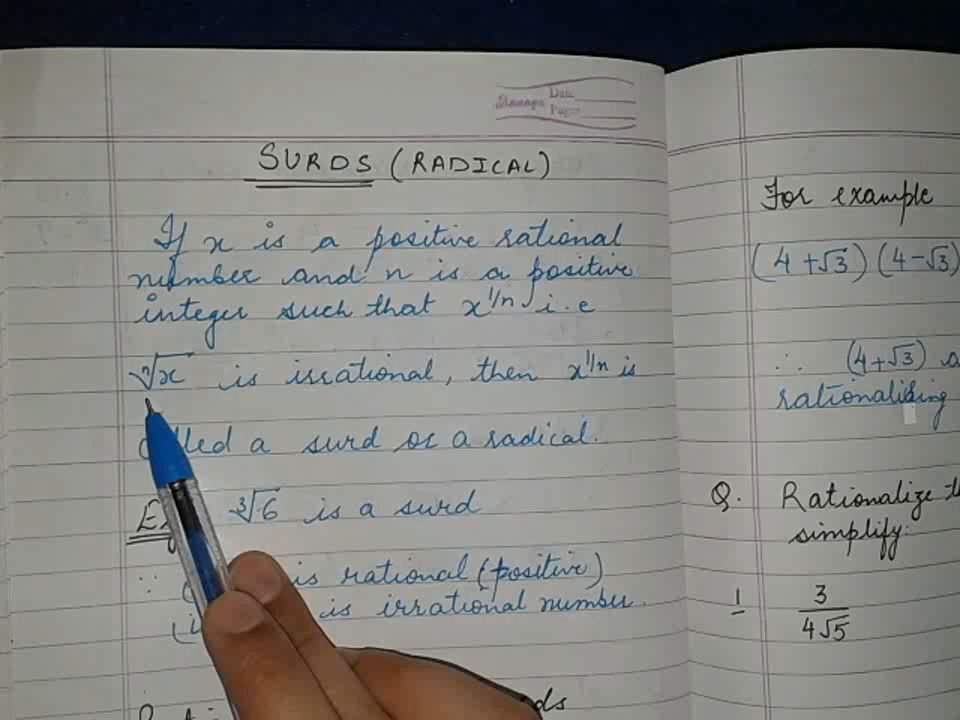 Date
Page
SURDS (RADICAL)
If x is a positive rational
number and n is a positive
integer such that x^1/n i.e
ⁿ√x is irrational, then x^1/n is
called a surd or a radical.
³√6 is a surd
∵ is rational (positive)
is irrational number.
For example
(4 + √3) (4 - √3)
∴ (4 + √3)
rationalising
Q. Rationalize
simplify:
1 3/4√5